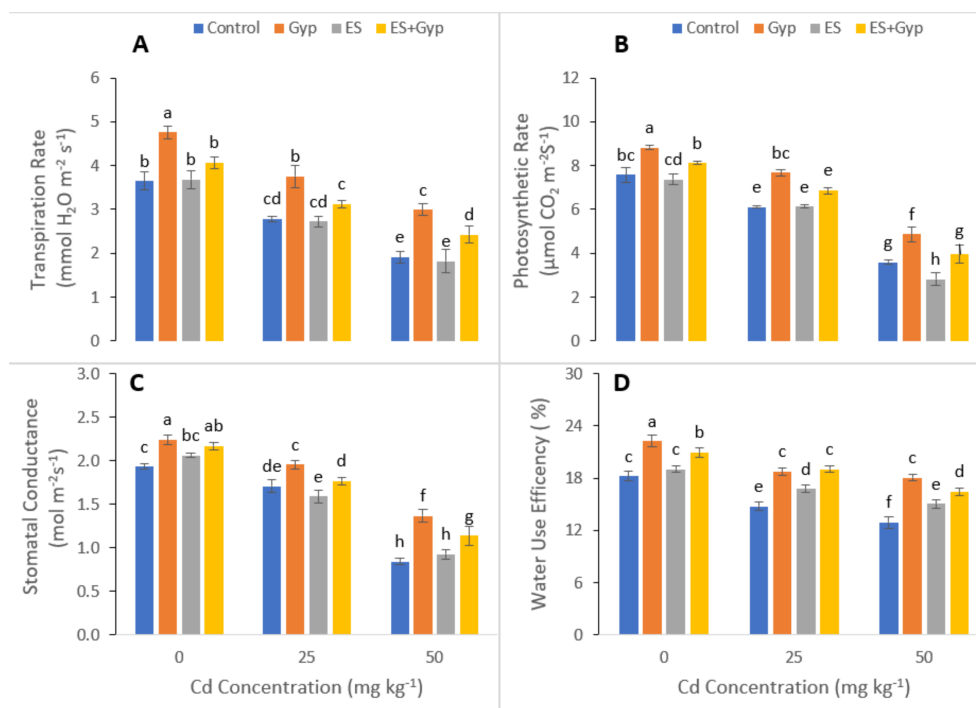 A
Control Gyp ES ES+Gyp
Transpiration Rate
(mmol H₂O m⁻² s⁻¹)
6
5
4
3
2
1
0
b a b b
cd b cd c
e c e d
B
Control Gyp ES ES+Gyp
Photosynthetic Rate
(µmol CO₂ m⁻²S⁻¹)
12
10
8
6
4
2
0
bc a cd b
e bc e e
g f h g
C
Stomatal Conductance
(mol m⁻²s⁻¹)
3.0
2.5
2.0
1.5
1.0
0.5
0.0
c a bc ab
de c e d
h f h g
0 25 50
Cd Concentration (mg kg⁻¹)
D
Water Use Efficency ( %)
30
24
18
12
6
0
c a c b
e c d c
f c e d
0 25 50
Cd Concentration (mg kg⁻¹)